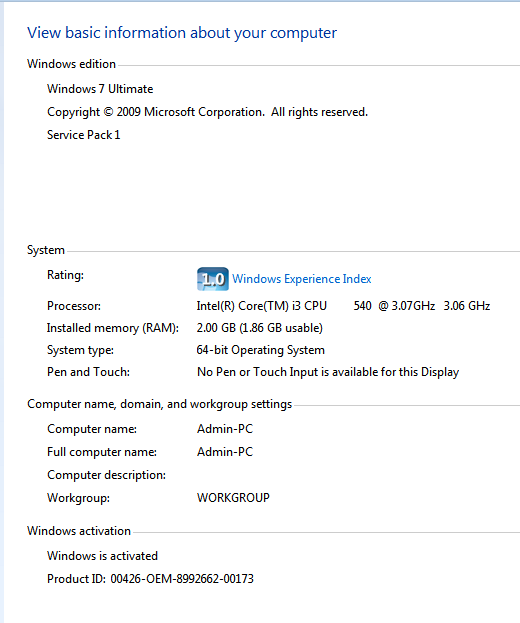 View basic information about your computer
Windows edition
Windows 7 Ultimate
Copyright © 2009 Microsoft Corporation. All rights reserved.
Service Pack 1
System
Rating: 1.0 Windows Experience Index
Processor: Intel(R) Core(TM) i3 CPU 540 @ 3.07GHz 3.06 GHz
Installed memory (RAM): 2.00 GB (1.86 GB usable)
System type: 64-bit Operating System
Pen and Touch: No Pen or Touch Input is available for this Display
Computer name, domain, and workgroup settings
Computer name: Admin-PC
Full computer name: Admin-PC
Computer description:
Workgroup: WORKGROUP
Windows activation
Windows is activated
Product ID: 00426-OEM-8992662-00173